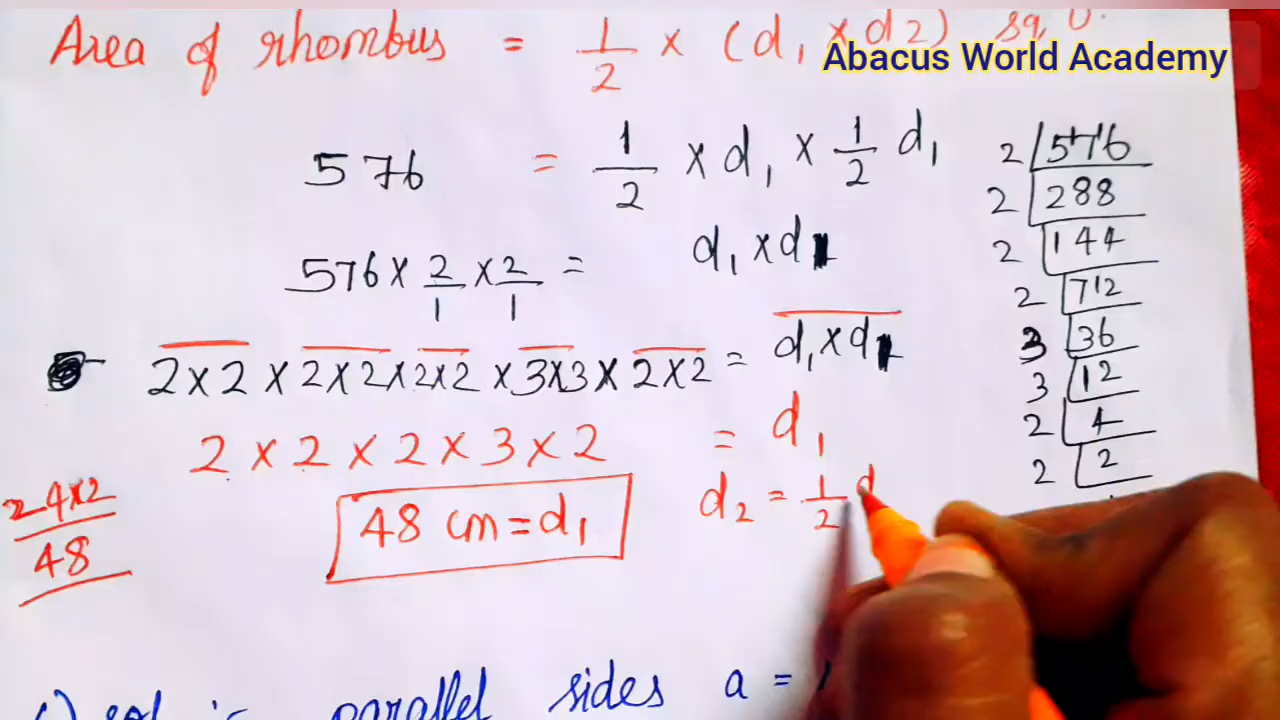 Area of rhombus = 1/2 × (d₁ × d2) sq.
Abacus World Academy
576 = 1/2 × d₁ × 1/2 d₁
576 × 2/1 × 2/1 = d₁ × d₁
2×2 × 2×2 × 2×2 × 3×3 × 2×2 = d₁ × d₁
2 × 2 × 2 × 3 × 2 = d₁
48 cm = d₁
d₂ = 1/2 d
24×2
48
2 | 576
2 | 288
2 | 144
2 | 72
3 | 36
3 | 12
2 | 4
2 | 2
parallel sides a =